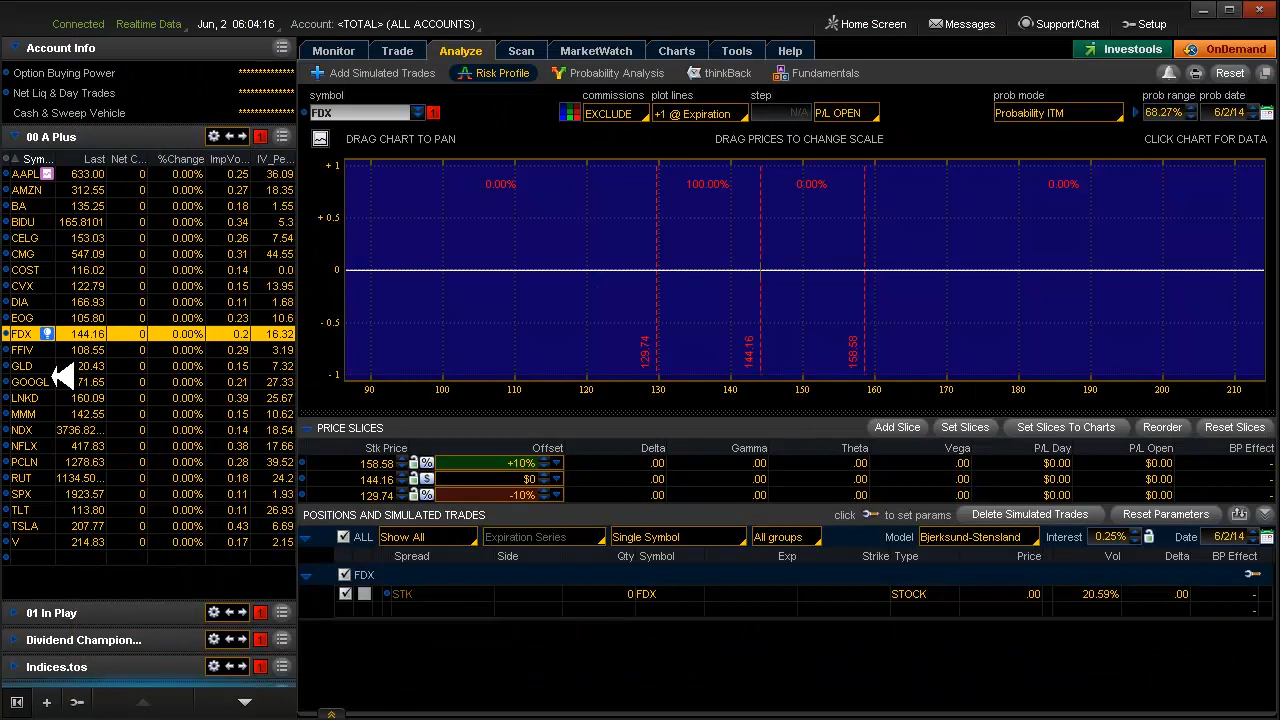 Connected Realtime Data Jun, 2 06:04:16 Account: <TOTAL> (ALL ACCOUNTS) Home Screen Messages Support/Chat Setup
Account Info
Option Buying Power **************
Net Liq & Day Trades **************
Cash & Sweep Vehicle **************
00 A Plus 1
Sym... Last Net C... %Change ImpVo... IV_Pe...
AAPL 633.00 0 0.00% 0.25 36.09
AMZN 312.55 0 0.00% 0.27 18.35
BA 135.25 0 0.00% 0.18 1.55
BIDU 165.8101 0 0.00% 0.34 5.3
CELG 153.03 0 0.00% 0.26 7.54
CMG 547.09 0 0.00% 0.31 44.55
COST 116.02 0 0.00% 0.14 0.0
CVX 122.79 0 0.00% 0.15 13.95
DIA 166.93 0 0.00% 0.11 1.68
EOG 105.80 0 0.00% 0.23 10.6
FDX 144.16 0 0.00% 0.2 16.32
FFIV 108.55 0 0.00% 0.29 3.19
GLD 20.43 0 0.00% 0.15 7.32
GOOGL 71.65 0 0.00% 0.21 27.33
LNKD 160.09 0 0.00% 0.39 25.67
MMM 142.55 0 0.00% 0.15 10.62
NDX 3736.82... 0 0.00% 0.14 18.54
NFLX 417.83 0 0.00% 0.38 17.66
PCLN 1278.63 0 0.00% 0.28 39.52
RUT 1134.50... 0 0.00% 0.18 24.2
SPX 1923.57 0 0.00% 0.11 1.93
TLT 113.80 0 0.00% 0.11 26.93
TSLA 207.77 0 0.00% 0.43 6.69
V 214.83 0 0.00% 0.17 2.15
01 In Play 1
Dividend Champion... 1
Indices.tos 1
Monitor Trade Analyze Scan MarketWatch Charts Tools Help Investools OnDemand
Add Simulated Trades Risk Profile Probability Analysis thinkBack Fundamentals Reset
symbol commissions plot lines step prob mode prob range prob date
FDX 1 EXCLUDE +1 @ Expiration N/A P/L OPEN Probability ITM 68.27% 6/2/14
DRAG CHART TO PAN DRAG PRICES TO CHANGE SCALE CLICK CHART FOR DATA
+ 1
0.00% 100.00% 0.00% 0.00%
+ 0.5
0
- 0.5
129.74 144.16 158.58
- 1
90 100 110 120 130 140 150 160 170 180 190 200 210
PRICE SLICES Add Slice Set Slices Set Slices To Charts Reorder Reset Slices
Stk Price Offset Delta Gamma Theta Vega P/L Day P/L Open BP Effect
158.58 % +10% .00 .00 .00 .00 $0.00 $0.00 -
144.16 $ $0 .00 .00 .00 .00 $0.00 $0.00 -
129.74 % -10% .00 .00 .00 .00 $0.00 $0.00 -
POSITIONS AND SIMULATED TRADES click to set params Delete Simulated Trades Reset Parameters
ALL Show All Expiration Series Single Symbol All groups Model Bjerksund-Stensland Interest 0.25% Date 6/2/14
Spread Side Qty Symbol Exp Strike Type Price Vol Delta BP Effect
FDX -
STK 0 FDX STOCK .00 20.59% .00 -
-